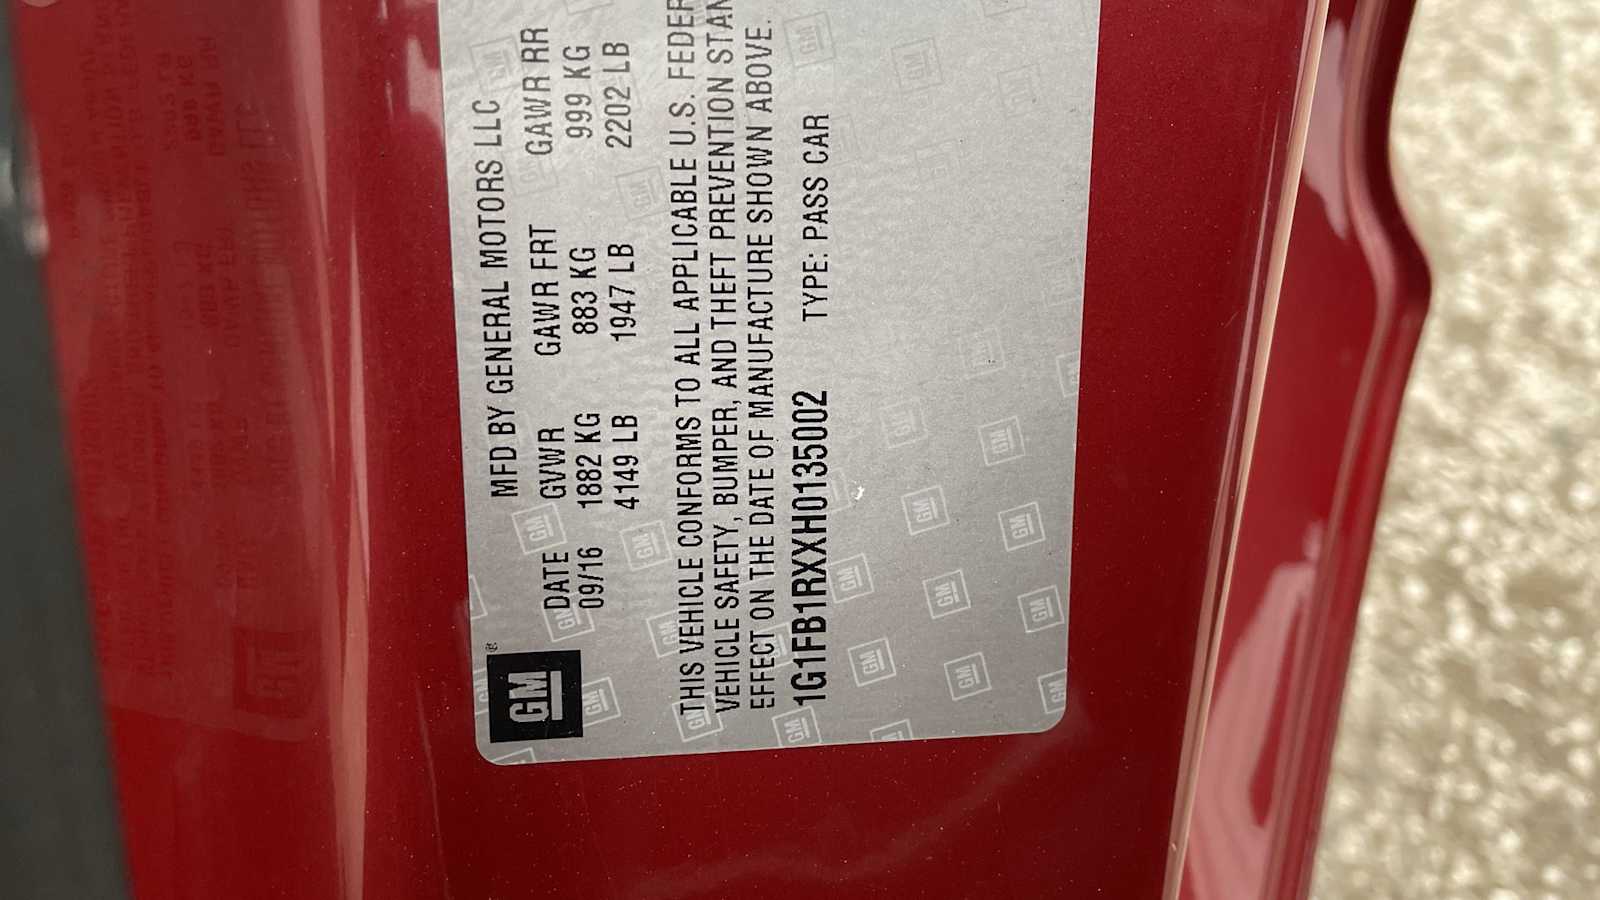 GM®
MFD BY GENERAL MOTORS LLC
DATE GVWR GAWR FRT GAWR RR
09/16 1882 KG 883 KG 999 KG
4149 LB 1947 LB 2202 LB
THIS VEHICLE CONFORMS TO ALL APPLICABLE U.S. FEDER
VEHICLE SAFETY, BUMPER, AND THEFT PREVENTION STAN
EFFECT ON THE DATE OF MANUFACTURE SHOWN ABOVE.
1G1FB1RXXH0135002 TYPE: PASS CAR